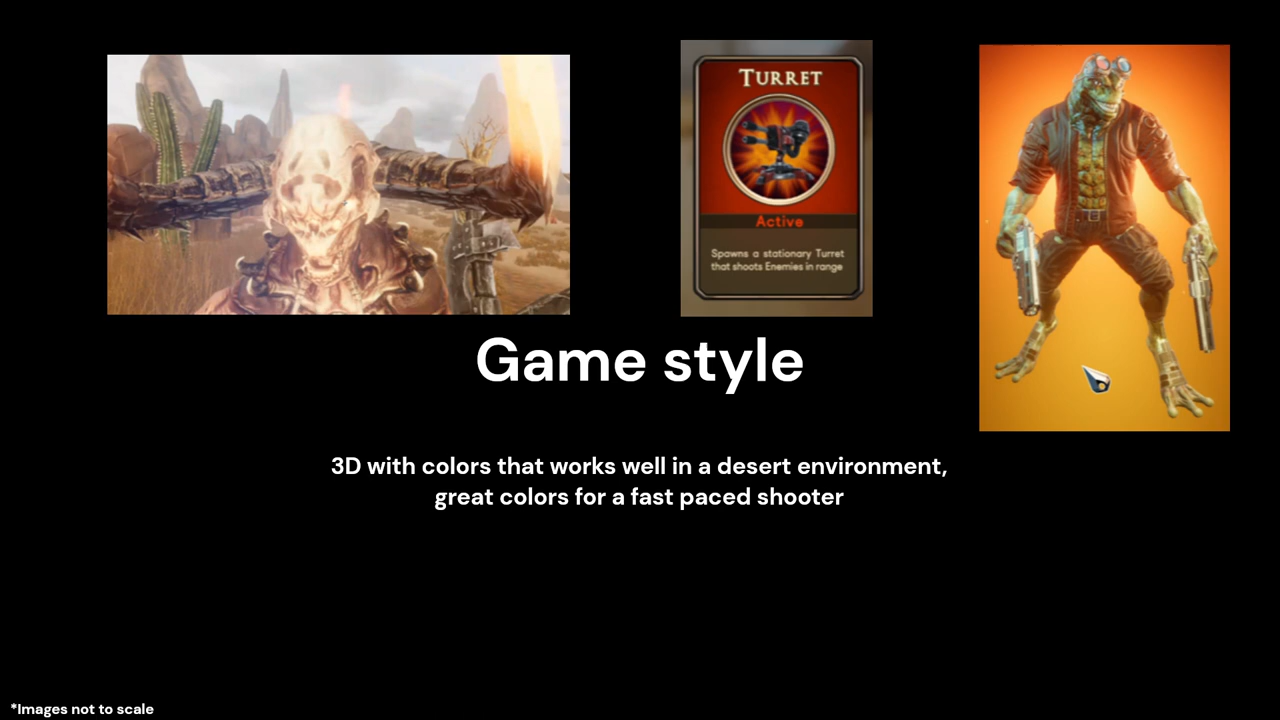 TURRET
Active
Spawns a stationary Turret
that shoots Enemies in range
Game style
3D with colors that works well in a desert environment,
great colors for a fast paced shooter
*Images not to scale